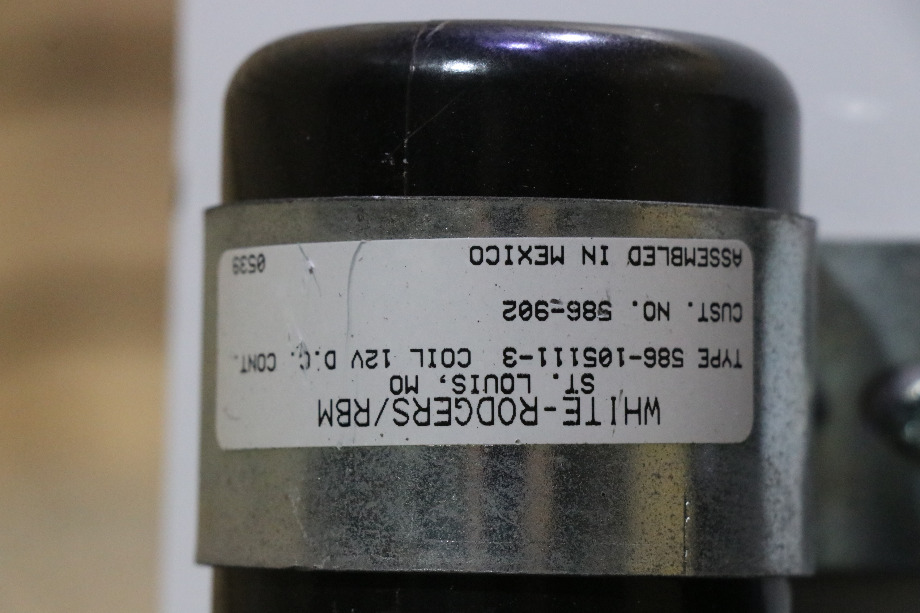 WHITE-RODGERS/RBM
ST. LOUIS, MO
TYPE 586-105111-3 COIL 12V D.C. CONT.
CUST. NO. 586-902
ASSEMBLED IN MEXICO 0539